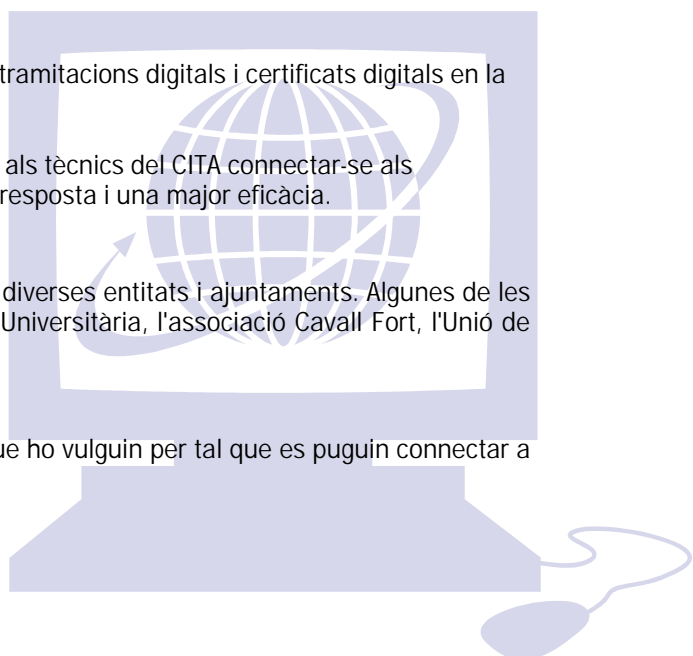 tramitacions digitals i certificats digitals en la
als tècnics del CITA connectar-se als
resposta i una major eficàcia.
diverses entitats i ajuntaments. Algunes de les
Universitària, l'associació Cavall Fort, l'Unió de
ue ho vulguin per tal que es puguin connectar a